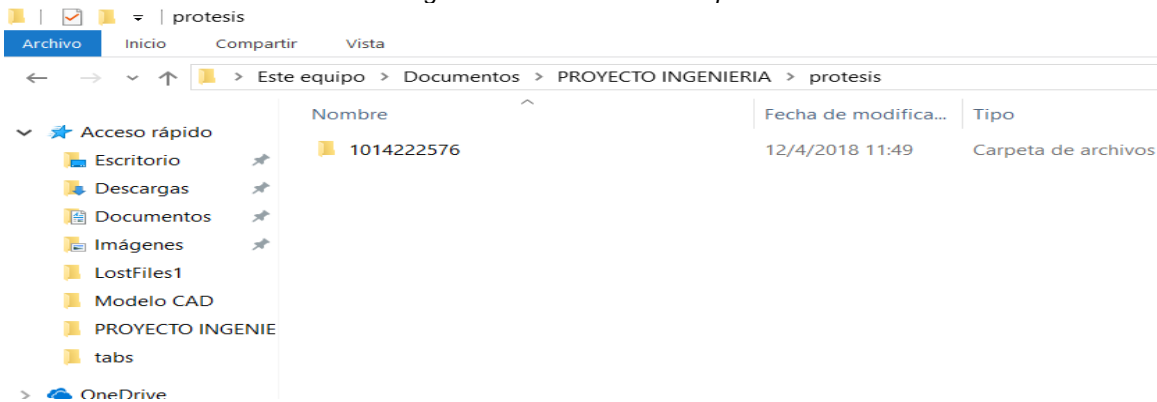 protesis
Archivo Inicio Compartir Vista
Este equipo > Documentos > PROYECTO INGENIERIA > protesis
Nombre Fecha de modifica... Tipo
Acceso rápido
1014222576 12/4/2018 11:49 Carpeta de archivos
Escritorio
Descargas
Documentos
Imágenes
LostFiles1
Modelo CAD
PROYECTO INGENIE
tabs
OneDrive